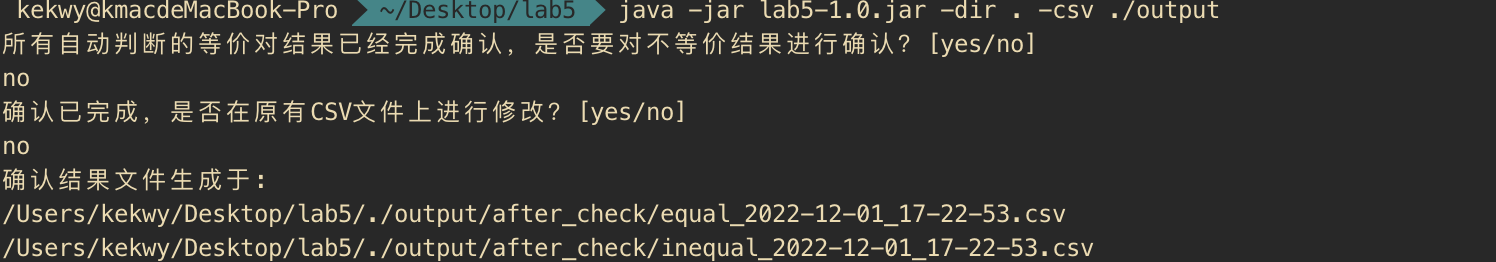 kekwy@kmacdeMacBook-Pro ~/Desktop/lab5 java -jar lab5-1.0.jar -dir . -csv ./output
所有自动判断的等价对结果已经完成确认，是否要对不等价结果进行确认？[yes/no]
no
确认已完成，是否在原有CSV文件上进行修改？[yes/no]
no
确认结果文件生成于：
/Users/kekwy/Desktop/lab5/./output/after_check/equal_2022-12-01_17-22-53.csv
/Users/kekwy/Desktop/lab5/./output/after_check/inequal_2022-12-01_17-22-53.csv